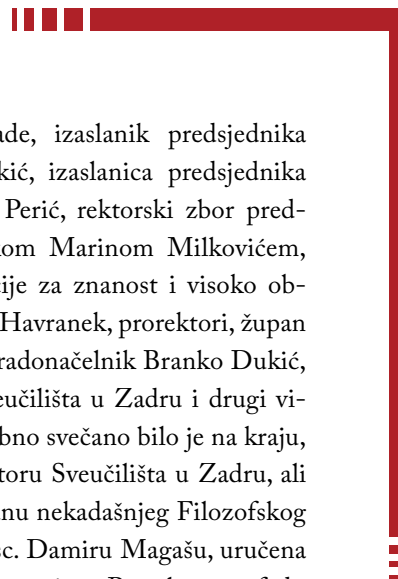 ade, izaslanik predsjednika
kić, izaslanica predsjednika
Perić, rektorski zbor pred-
om Marinom Milkovićem,
ije za znanost i visoko ob-
Havranek, prorektori, župan
radonačelnik Branko Dukić,
eučilišta u Zadru i drugi vi-
bno svečano bilo je na kraju,
toru Sveučilišta u Zadru, ali
anu nekadašnjeg Filozofskog
sc. Damiru Magašu, uručena